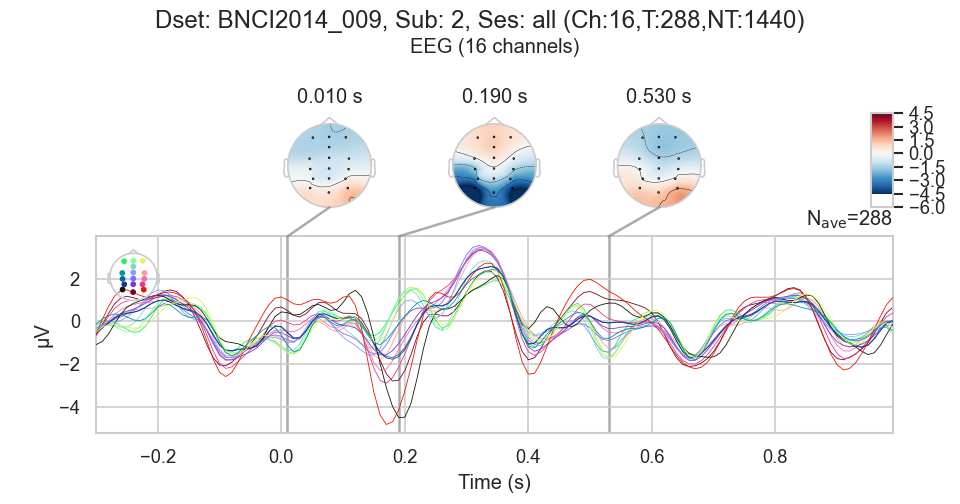 Dset: BNCI2014_009, Sub: 2, Ses: all (Ch:16,T:288,NT:1440)
EEG (16 channels)
0.010 s
0.190 s
0.530 s
4.5
3.0
1.5
0.0
−1.5
−3.0
−4.5
−6.0
Nave=288
2
0
−2
−4
µV
−0.2
0.0
0.2
0.4
0.6
0.8
Time (s)